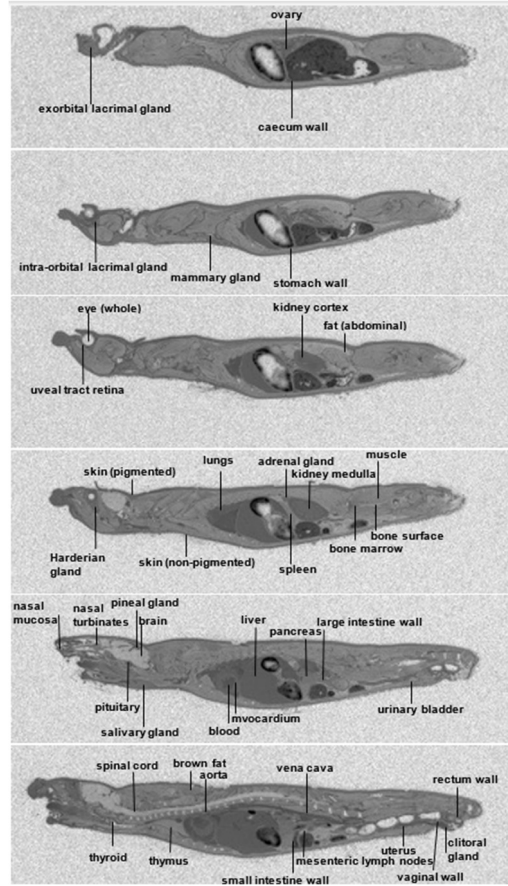 ovary
exorbital lacrimal gland
caecum wall
intra-orbital lacrimal gland
mammary gland
stomach wall
eye (whole)
kidney cortex
fat (abdominal)
uveal tract retina
skin (pigmented)
lungs
adrenal gland
kidney medulla
muscle
Harderian
gland
skin (non-pigmented)
spleen
bone marrow
bone surface
nasal
mucosa
nasal
turbinates
pineal gland
brain
liver
pancreas
large intestine wall
pituitary
salivary gland
blood
mvocardium
urinary bladder
spinal cord
brown fat
aorta
vena cava
rectum wall
thyroid
thymus
small intestine wall
mesenteric lymph nodes
uterus
vaginal wall
clitoral
gland